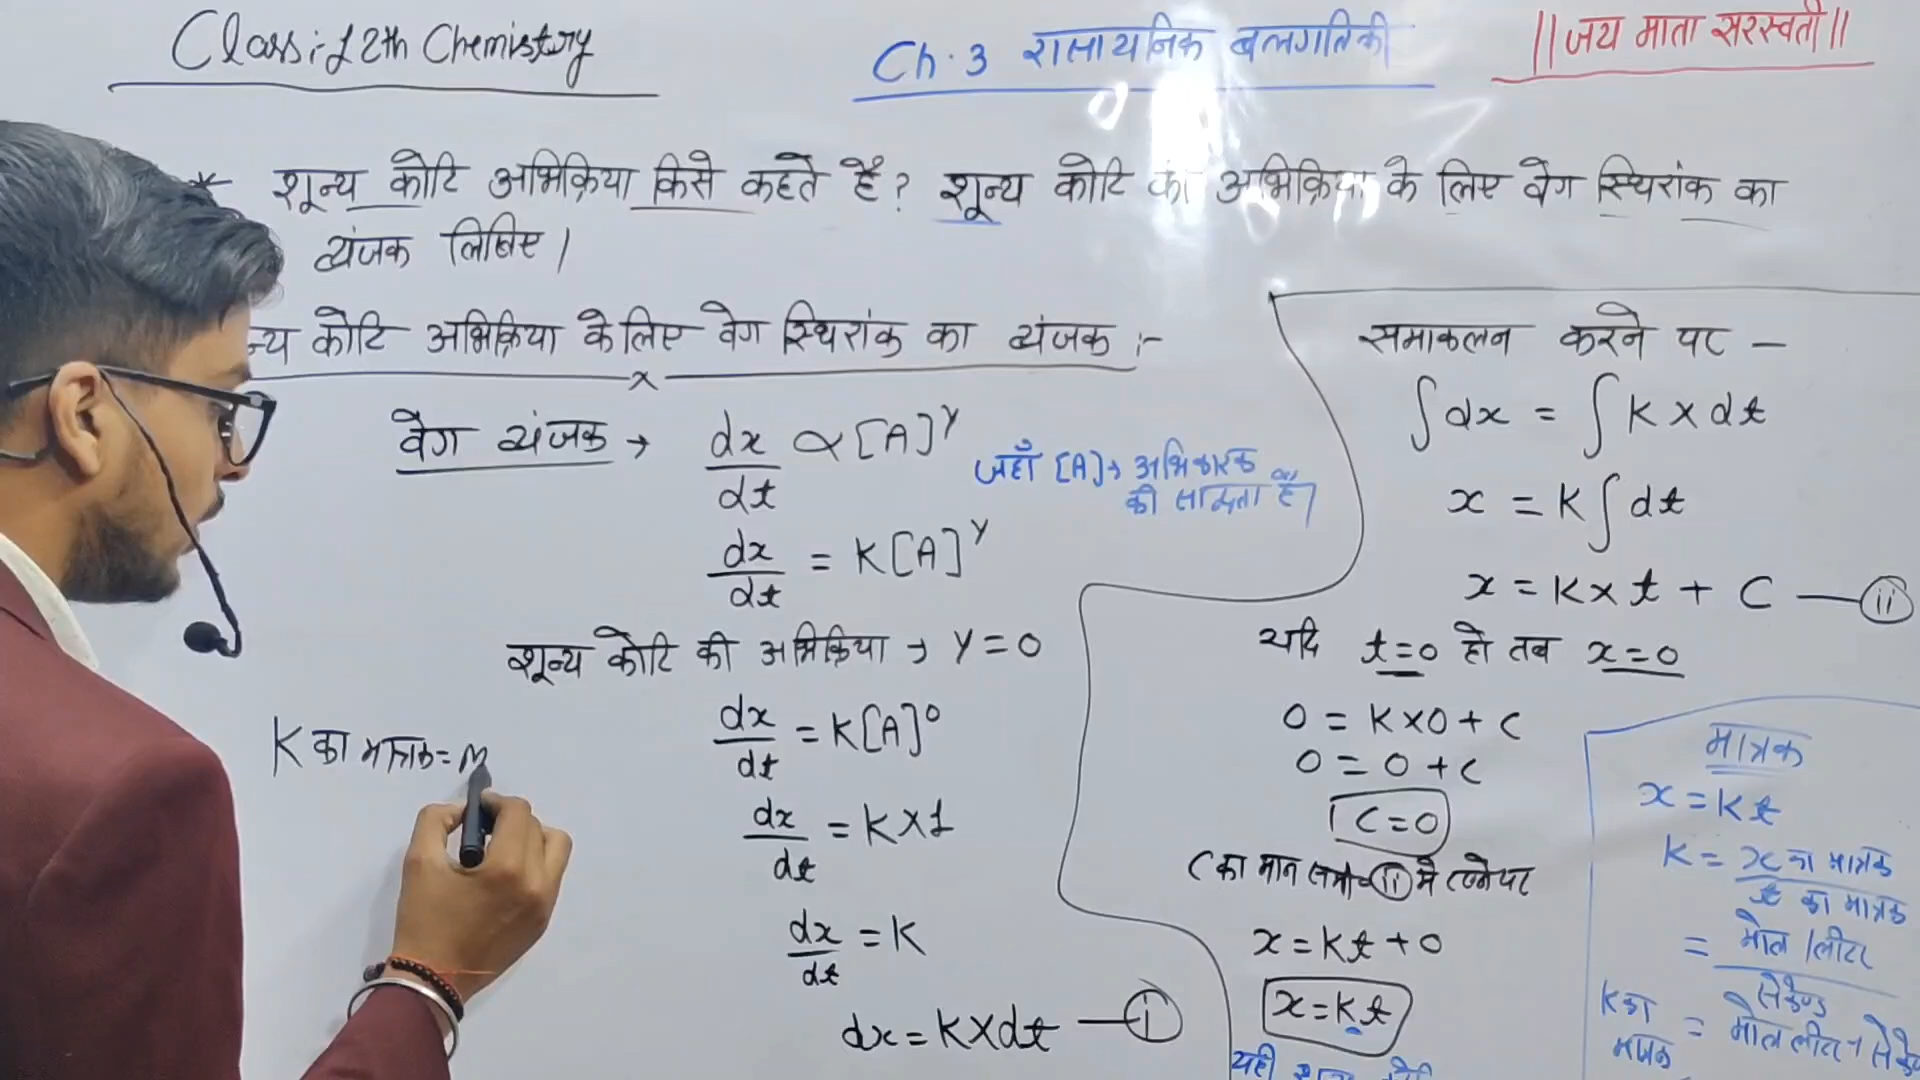 Class:- 12th Chemistry
Ch. 3 रासायनिक बलगतिकी
||जय माता सरस्वती||
* शून्य कोटि अभिक्रिया किसे कहते है? शून्य कोटि की अभिक्रिया के लिए वेग स्थिरांक का
व्यंजक लिखिए।
न्य कोटि अभिक्रिया के लिए वेग स्थिरांक का व्यंजक :-
x
वेग व्यंजक → dx/dt ∝ [A]^y
जहाँ [A] → अभिकारक
की सान्द्रता है।
dx/dt = K[A]^y
शून्य कोटि की अभिक्रिया → y = 0
dx/dt = K[A]^0
dx/dt = K×1
dx/dt = K
dx = K×dt —(i)
K का मात्रक = m
समाकलन करने पर —
∫dx = ∫K×dt
x = K∫dt
x = K×t + C —(ii)
यदि t=0 हो तब x=0
0 = K×0 + C
0 = 0 + C
C=0
C का मान समी० (ii) मे रखने पर
x = Kt + 0
x = Kt
यही शून्य
मात्रक
x = Kt
K = x का मात्रक / t का मात्रक
= मोल/लीटर / सेकेण्ड
K का मात्रक = मोल लीटर⁻¹ सेके